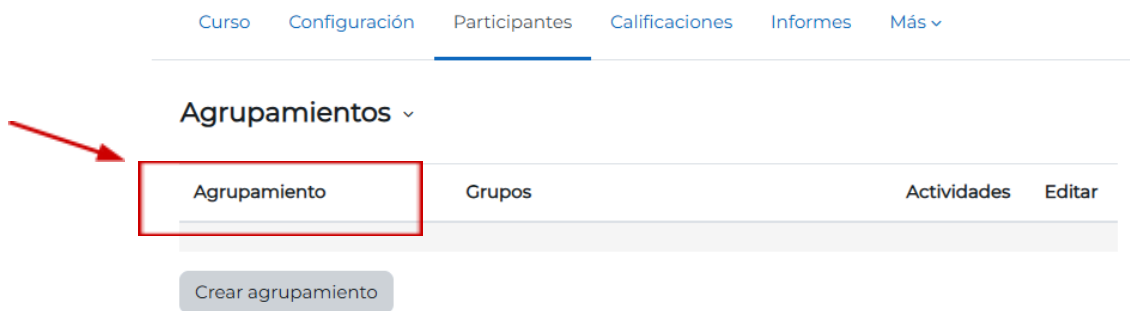 Curso Configuración Participantes Calificaciones Informes Más
Agrupamientos
Agrupamiento Grupos Actividades Editar
Crear agrupamiento